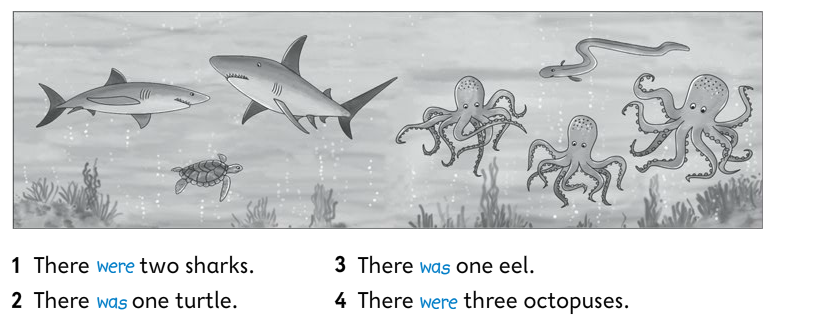 1 There were two sharks.
2 There was one turtle.
3 There was one eel.
4 There were three octopuses.